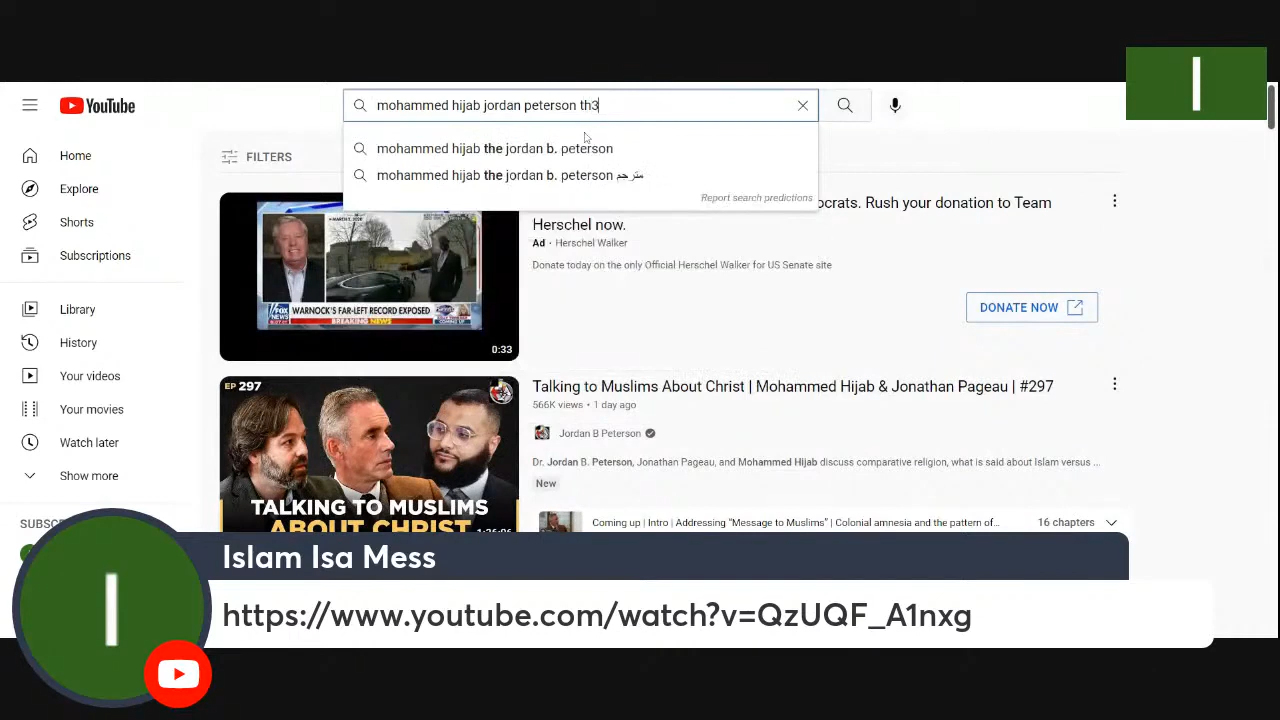 YouTube
mohammed hijab jordan peterson th3
mohammed hijab the jordan b. peterson
mohammed hijab the jordan b. peterson مترجم
Report search predictions
I
Home
Explore
Shorts
Subscriptions
Library
History
Your videos
Your movies
Watch later
Show more
FILTERS
WARNOCK'S FAR-LEFT RECORD EXPOSED
BREAKING NEWS
0:33
ocrats. Rush your donation to Team
Herschel now.
Ad · Herschel Walker
Donate today on the only Official Herschel Walker for US Senate site
DONATE NOW
EP 297
TALKING TO MUSLIMS
ABOUT CHRIST
1:36:06
Talking to Muslims About Christ | Mohammed Hijab & Jonathan Pageau | #297
566K views • 1 day ago
Jordan B Peterson
Dr. Jordan B. Peterson, Jonathan Pageau, and Mohammed Hijab discuss comparative religion, what is said about Islam versus ...
New
Coming up | Intro | Addressing “Message to Muslims” | Colonial amnesia and the pattern of...
16 chapters
SUBSC
I
Islam Isa Mess
https://www.youtube.com/watch?v=QzUQF_A1nxg